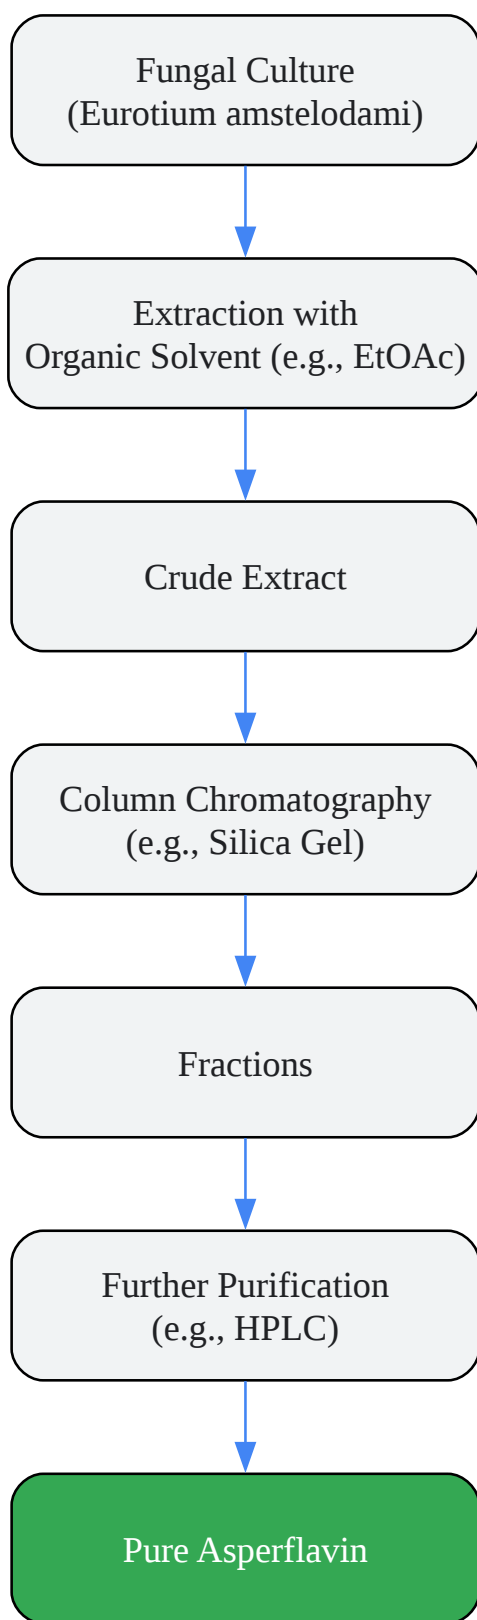 Fungal Culture
(Eurotium amstelodami)
Extraction with
Organic Solvent (e.g., EtOAc)
Crude Extract
Column Chromatography
(e.g., Silica Gel)
Fractions
Further Purification
(e.g., HPLC)
Pure Asperflavin